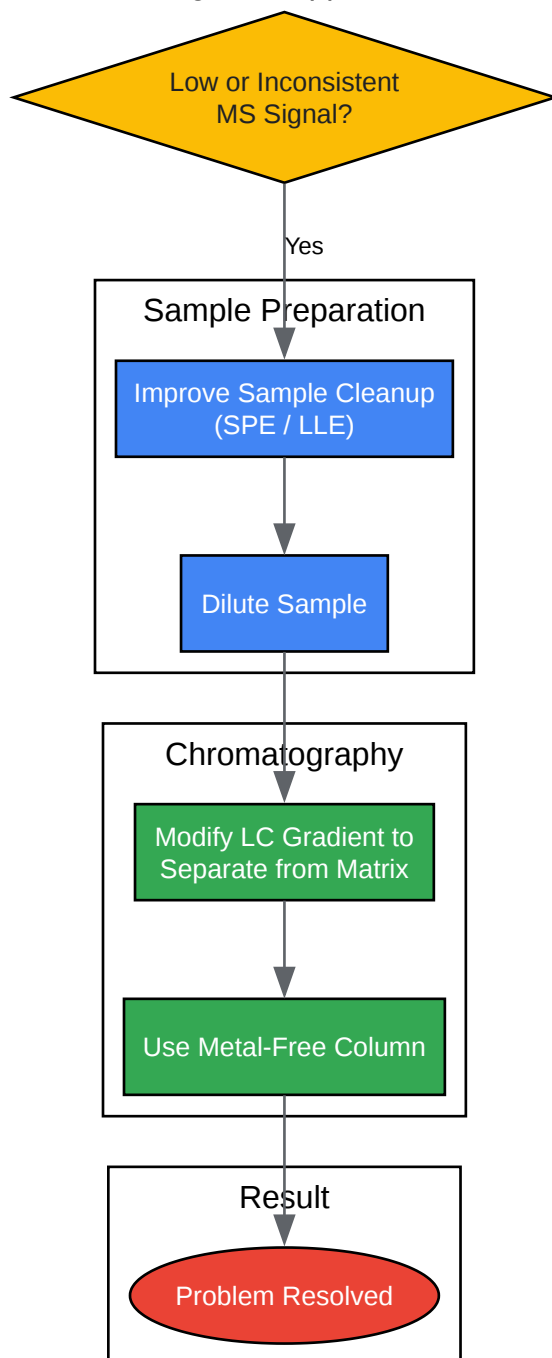 Low or Inconsistent
MS Signal?
Yes
Sample Preparation
Improve Sample Cleanup
(SPE / LLE)
Dilute Sample
Chromatography
Modify LC Gradient to
Separate from Matrix
Use Metal-Free Column
Result
Problem Resolved